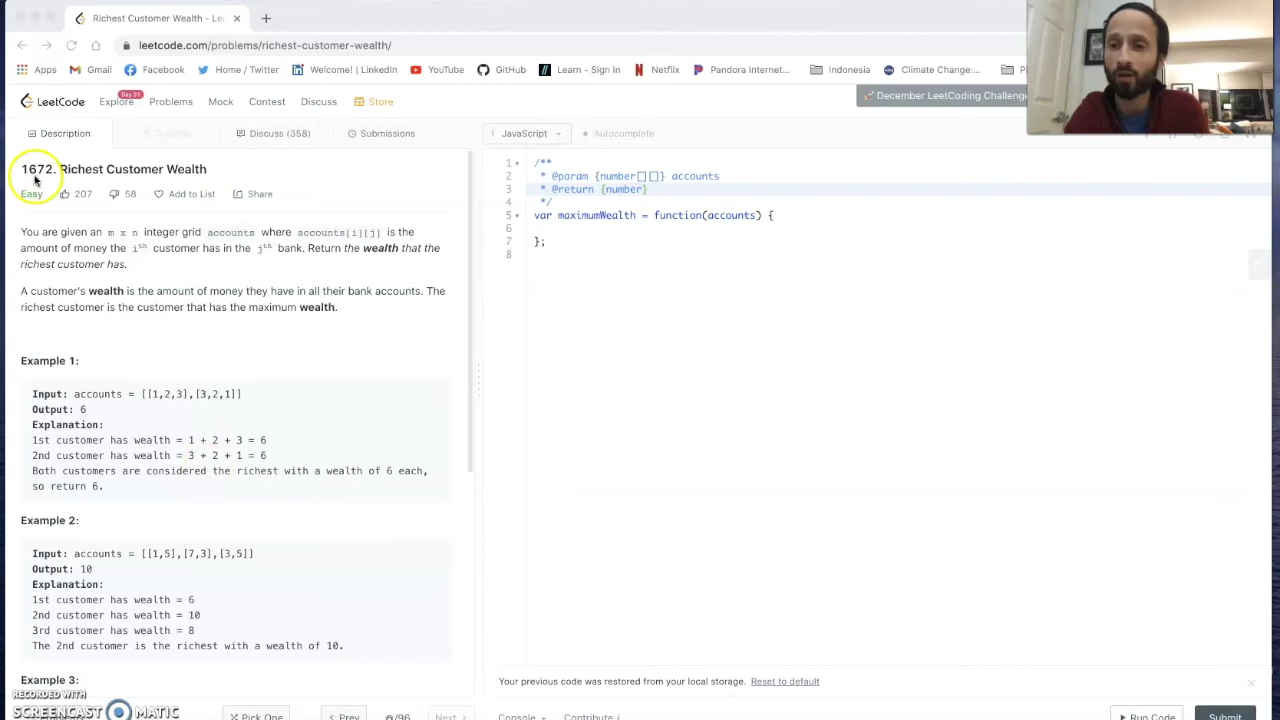 Richest Customer Wealth - Lee
leetcode.com/problems/richest-customer-wealth/
Apps Gmail Facebook Home / Twitter Welcome! | LinkedIn YouTube GitHub Learn - Sign In Netflix Pandora Internet... Indonesia Climate Change:...
LeetCode Explore Day 31 Problems Mock Contest Discuss Store
December LeetCoding Challenge
Description Discuss (358) Submissions
JavaScript Autocomplete
1672. Richest Customer Wealth
Easy 207 58 Add to List Share
You are given an m x n integer grid accounts where accounts[i][j] is the
amount of money the ith customer has in the jth bank. Return the wealth that the
richest customer has.
A customer's wealth is the amount of money they have in all their bank accounts. The
richest customer is the customer that has the maximum wealth.
Example 1:
Input: accounts = [[1,2,3],[3,2,1]]
Output: 6
Explanation:
1st customer has wealth = 1 + 2 + 3 = 6
2nd customer has wealth = 3 + 2 + 1 = 6
Both customers are considered the richest with a wealth of 6 each,
so return 6.
Example 2:
Input: accounts = [[1,5],[7,3],[3,5]]
Output: 10
Explanation:
1st customer has wealth = 6
2nd customer has wealth = 10
3rd customer has wealth = 8
The 2nd customer is the richest with a wealth of 10.
Example 3:
1 /**
2 * @param {number[][]} accounts
3 * @return {number}
4 */
5 var maximumWealth = function(accounts) {
6
7 };
8
Your previous code was restored from your local storage. Reset to default
Pick One Prev /96 Next Console Contribute i Run Code Submit
RECORDED WITH
SCREENCAST MATIC